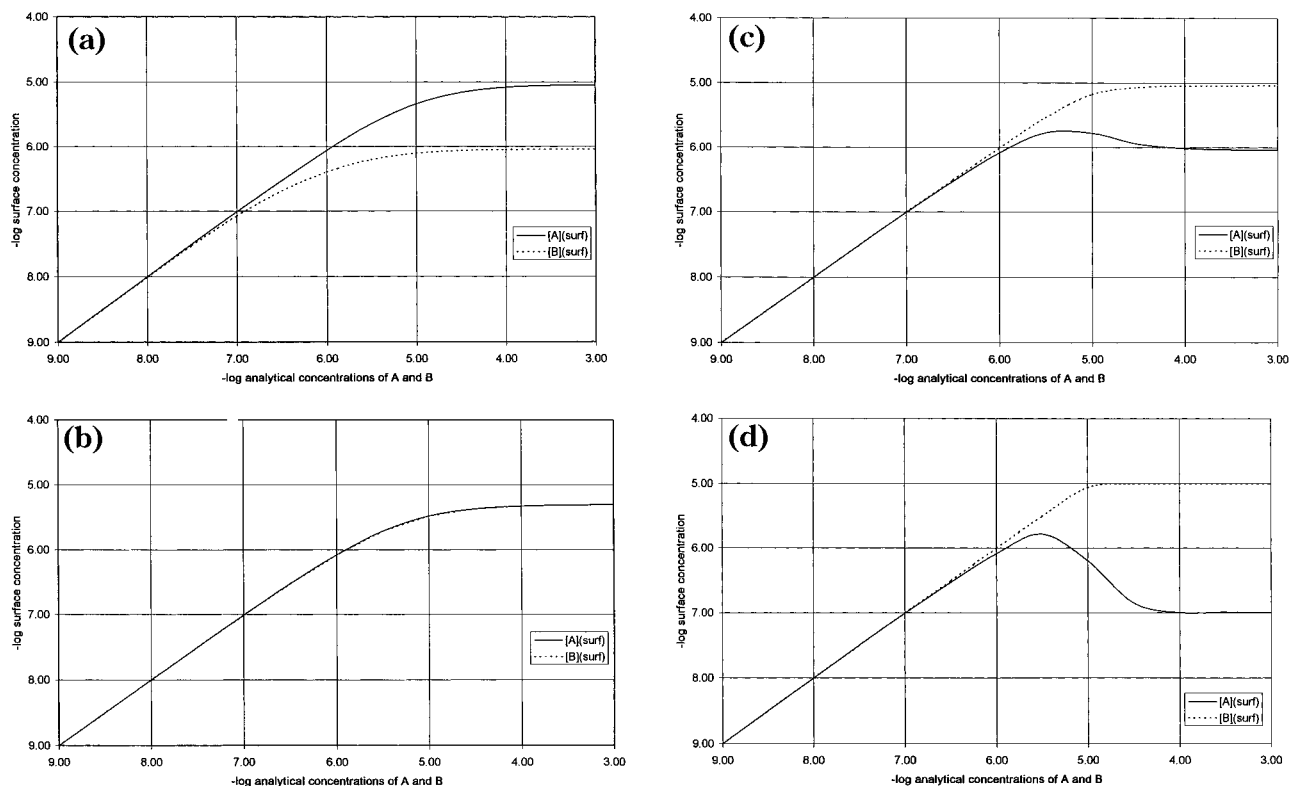 (a)
4.00
5.00
6.00
7.00
8.00
9.00
-log surface concentration
[A](surf)
[B](surf)
9.00 8.00 7.00 6.00 5.00 4.00 3.00
-log analytical concentrations of A and B
(c)
4.00
5.00
6.00
7.00
8.00
9.00
-log surface concentration
[A](surf)
[B](surf)
9.00 8.00 7.00 6.00 5.00 4.00 3.00
-log analytical concentrations of A and B
(b)
4.00
5.00
6.00
7.00
8.00
9.00
-log surface concentration
[A](surf)
[B](surf)
9.00 8.00 7.00 6.00 5.00 4.00 3.00
-log analytical concentrations of A and B
(d)
4.00
5.00
6.00
7.00
8.00
9.00
-log surface concentration
[A](surf)
[B](surf)
9.00 8.00 7.00 6.00 5.00 4.00 3.00
-log analytical concentrations of A and B